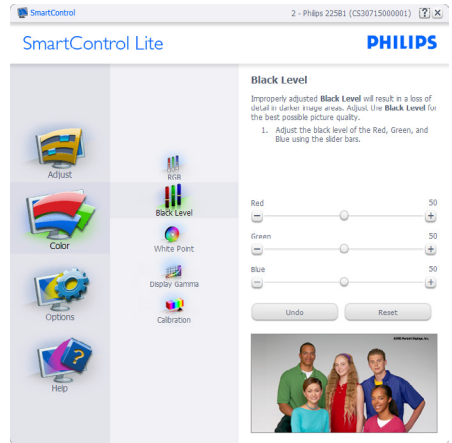 SmartControl
2 - Philips 225B1 (CS30715000001)
?
X
SmartControl Lite
PHILIPS
Adjust
Color
Options
Help
RGB
Black Level
White Point
Display Gamma
Calibration
Black Level
Improperly adjusted Black Level will result in a loss of
detail in darker image areas. Adjust the Black Level for
the best possible picture quality.
1. Adjust the black level of the Red, Green, and
Blue using the slider bars.
Red 50
Green 50
Blue 50
Undo
Reset